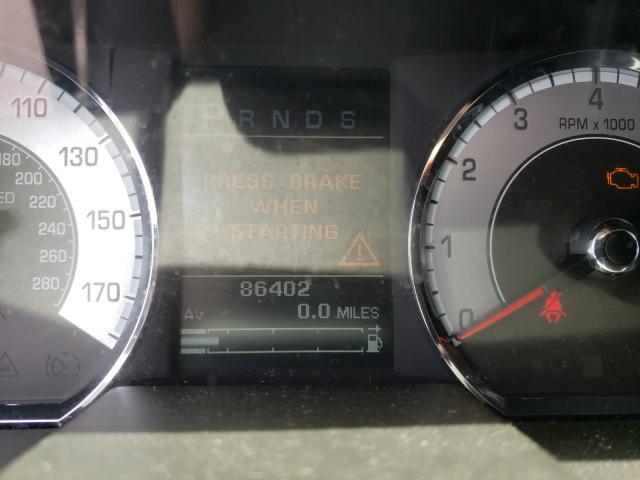 P R N D S
PRESS BRAKE
WHEN
STARTING
86402
0.0 MILES
110
130
150
170
180
200
220
240
260
280
0
1
2
3
4
RPM x 1000